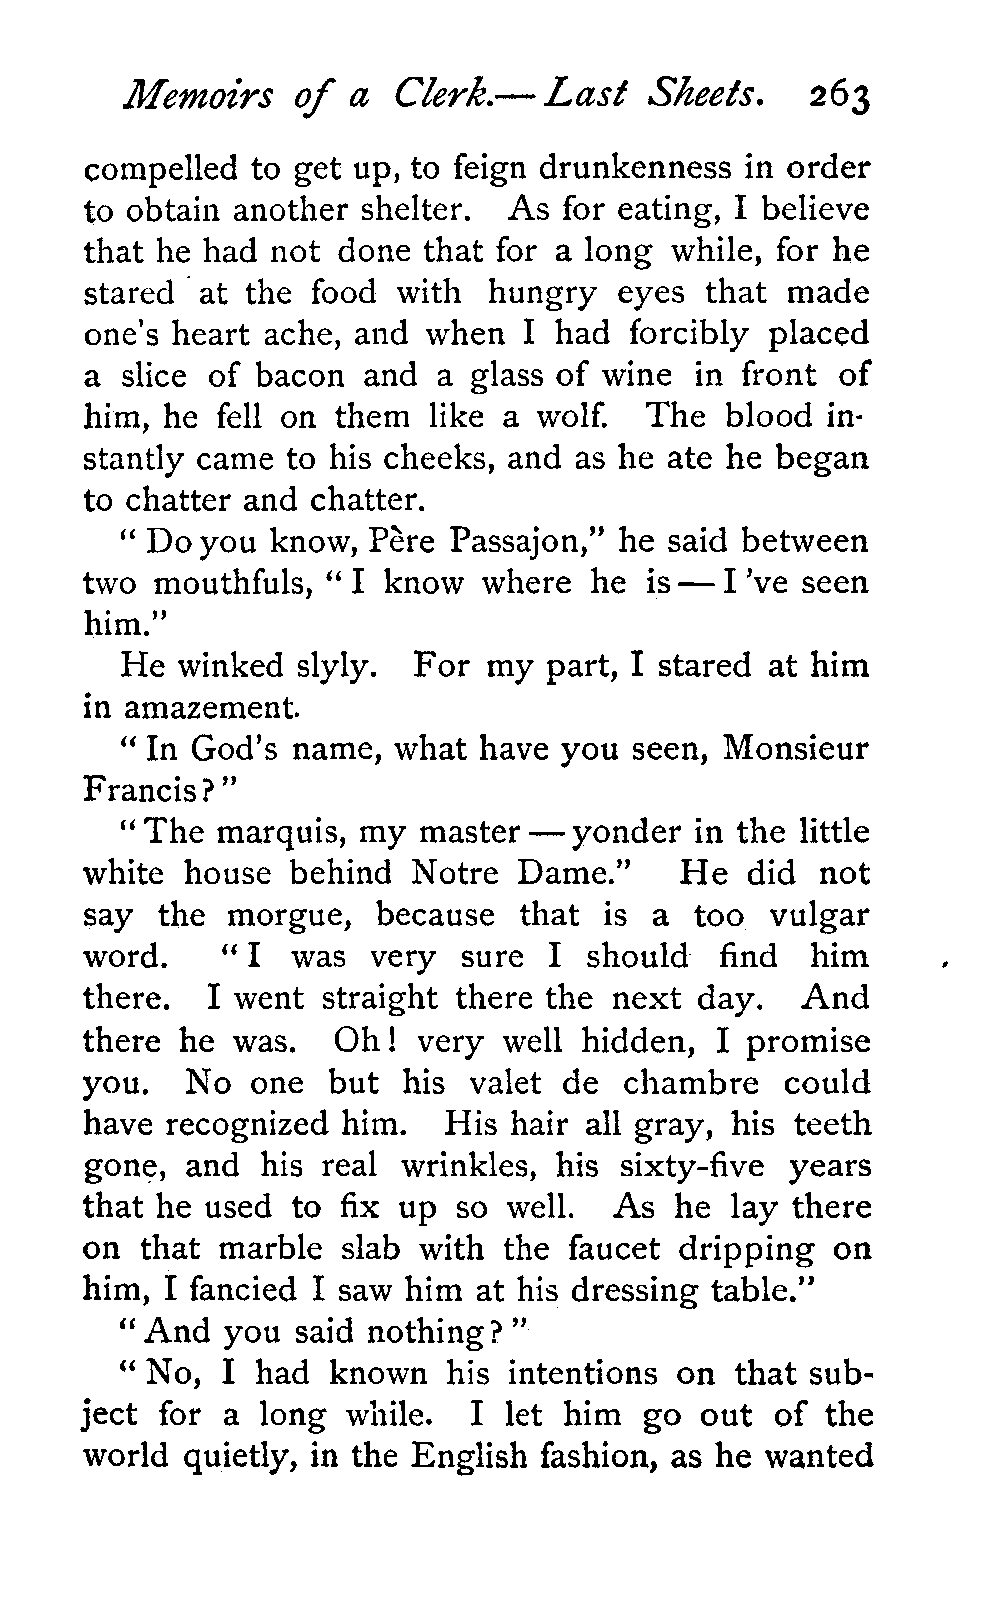 Memoirs of a Clerk.— Last Sheets. 263
compelled to get up, to feign drunkenness in order
to obtain another shelter. As for eating, I believe
that he had not done that for a long while, for he
stared at the food with hungry eyes that made
one's heart ache, and when I had forcibly placed
a slice of bacon and a glass of wine in front of
him, he fell on them like a wolf. The blood in-
stantly came to his cheeks, and as he ate he began
to chatter and chatter.
" Do you know, Père Passajon," he said between
two mouthfuls, " I know where he is — I 've seen
him."
He winked slyly. For my part, I stared at him
in amazement.
" In God's name, what have you seen, Monsieur
Francis? "
" The marquis, my master — yonder in the little
white house behind Notre Dame." He did not
say the morgue, because that is a too vulgar
word. " I was very sure I should find him
there. I went straight there the next day. And
there he was. Oh! very well hidden, I promise
you. No one but his valet de chambre could
have recognized him. His hair all gray, his teeth
gone, and his real wrinkles, his sixty-five years
that he used to fix up so well. As he lay there
on that marble slab with the faucet dripping on
him, I fancied I saw him at his dressing table."
" And you said nothing? "
" No, I had known his intentions on that sub-
ject for a long while. I let him go out of the
world quietly, in the English fashion, as he wanted